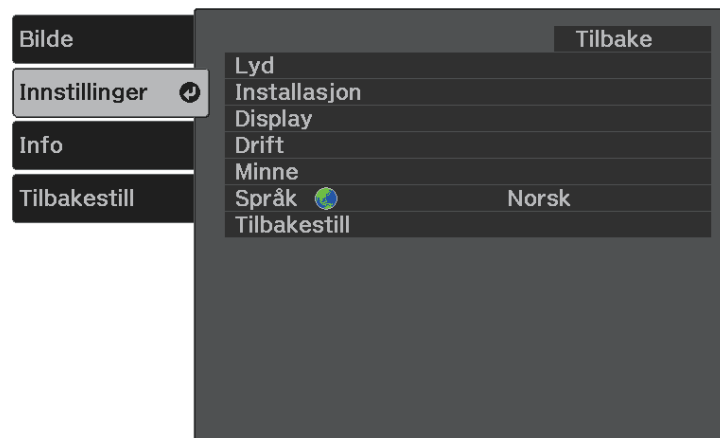 Bilde
Innstillinger
Info
Tilbakestill
Tilbake
Lyd
Installasjon
Display
Drift
Minne
Språk Norsk
Tilbakestill